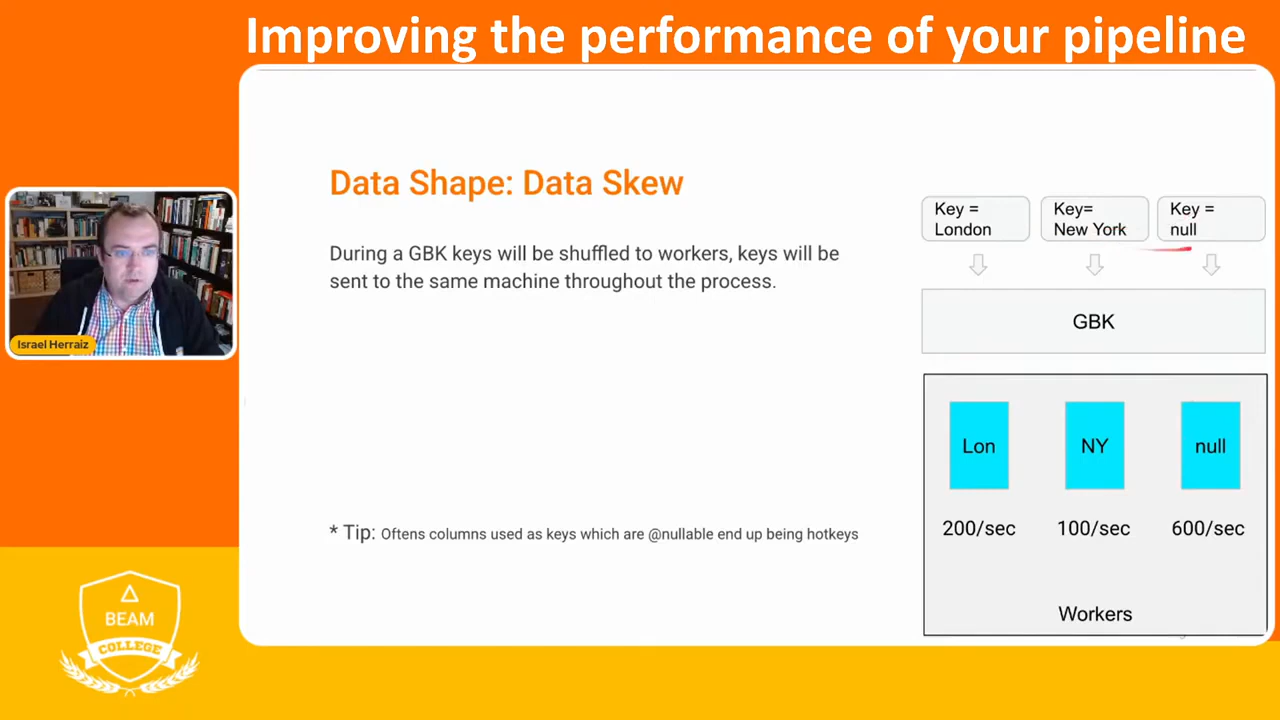 Improving the performance of your pipeline
Data Shape: Data Skew
During a GBK keys will be shuffled to workers, keys will be
sent to the same machine throughout the process.
* Tip: Oftens columns used as keys which are @nullable end up being hotkeys
Key =
London
Key=
New York
Key =
null
GBK
Lon
NY
null
200/sec
100/sec
600/sec
Workers
Israel Herraiz
BEAM
COLLEGE